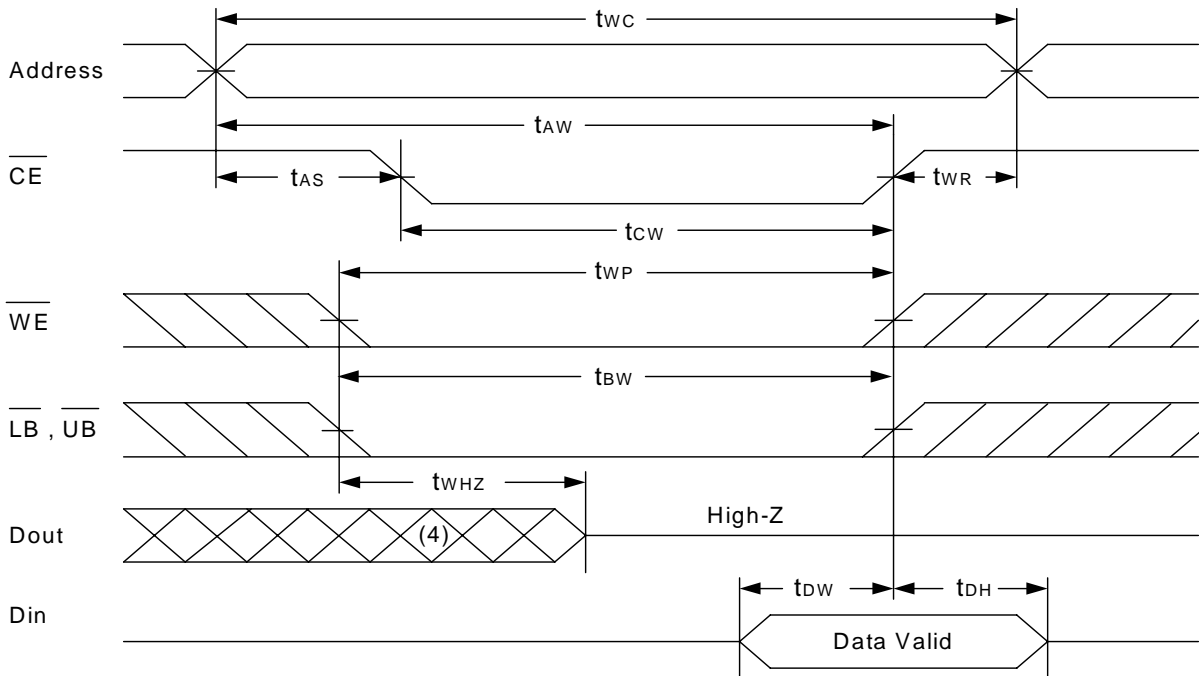 tWC
Address
tAW
CE
tAS
tWR
tCW
tWP
WE
tBW
LB , UB
tWHZ
High-Z
Dout
(4)
tDW
tDH
Din
Data Valid